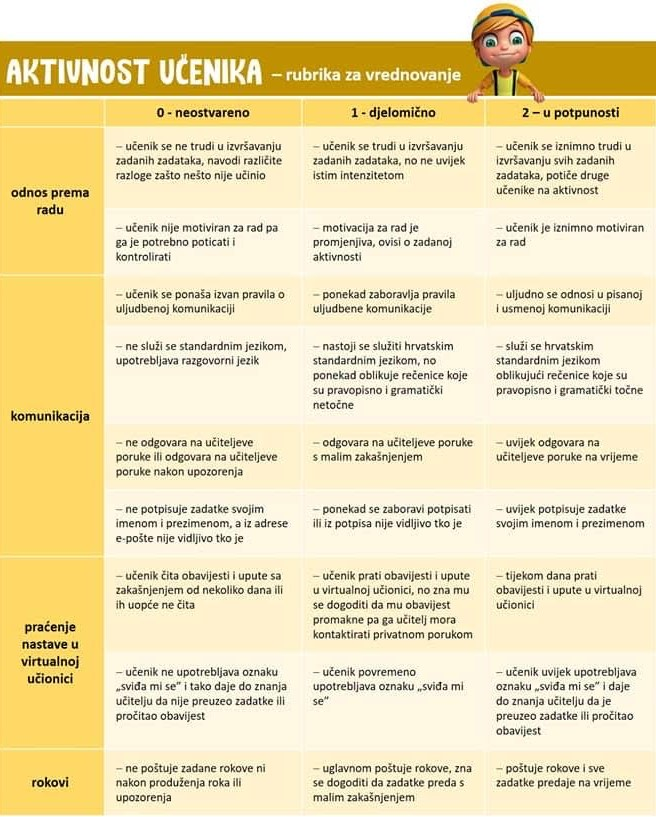 AKTIVNOST UČENIKA – rubrika za vrednovanje
0 - neostvareno
1 - djelomično
2 – u potpunosti
odnos prema
radu
– učenik se ne trudi u izvršavanju
zadanih zadataka, navodi različite
razloge zašto nešto nije učinio
– učenik se trudi u izvršavanju
zadanih zadataka, no ne uvijek
istim intenzitetom
– učenik se iznimno trudi u
izvršavanju svih zadanih
zadataka, potiče druge
učenike na aktivnost
– učenik nije motiviran za rad pa
ga je potrebno poticati i
kontrolirati
– motivacija za rad je
promjenjiva, ovisi o zadanoj
aktivnosti
– učenik je iznimno motiviran
za rad
komunikacija
– učenik se ponaša izvan pravila o
uljudbenoj komunikaciji
– ponekad zaboravlja pravila
uljudbene komunikacije
– uljudno se odnosi u pisanoj
i usmenoj komunikaciji
– ne služi se standardnim jezikom,
upotrebljava razgovorni jezik
– nastoji se služiti hrvatskim
standardnim jezikom, no
ponekad oblikuje rečenice koje
su pravopisno i gramatički
netočne
– služi se hrvatskim
standardnim jezikom
oblikujući rečenice koje su
pravopisno i gramatički točne
– ne odgovara na učiteljeve
poruke ili odgovara na učiteljeve
poruke nakon upozorenja
– odgovara na učiteljeve poruke
s malim zakašnjenjem
– uvijek odgovara na
učiteljeve poruke na vrijeme
– ne potpisuje zadatke svojim
imenom i prezimenom, a iz adrese
e-pošte nije vidljivo tko je
– ponekad se zaboravi potpisati
ili iz potpisa nije vidljivo tko je
– uvijek potpisuje zadatke
svojim imenom i prezimenom
praćenje
nastave u
virtualnoj
učionici
– učenik čita obavijesti i upute sa
zakašnjenjem od nekoliko dana ili
ih uopće ne čita
– učenik prati obavijesti i upute
u virtualnoj učionici, no zna mu
se dogoditi da mu obavijest
promakne pa ga učitelj mora
kontaktirati privatnom porukom
– tijekom dana prati
obavijesti i upute u virtualnoj
učionici
– učenik ne upotrebljava oznaku
„sviđa mi se” i tako daje do znanja
učitelju da nije preuzeo zadatke ili
pročitao obavijest
– učenik povremeno
upotrebljava oznaku „sviđa mi
se”
– učenik uvijek upotrebljava
oznaku „sviđa mi se” i daje
do znanja učitelju da je
preuzeo zadatke ili pročitao
obavijest
rokovi
– ne poštuje zadane rokove ni
nakon produženja roka ili
upozorenja
– uglavnom poštuje rokove, zna
se dogoditi da zadatke preda s
malim zakašnjenjem
– poštuje rokove i sve
zadatke predaje na vrijeme